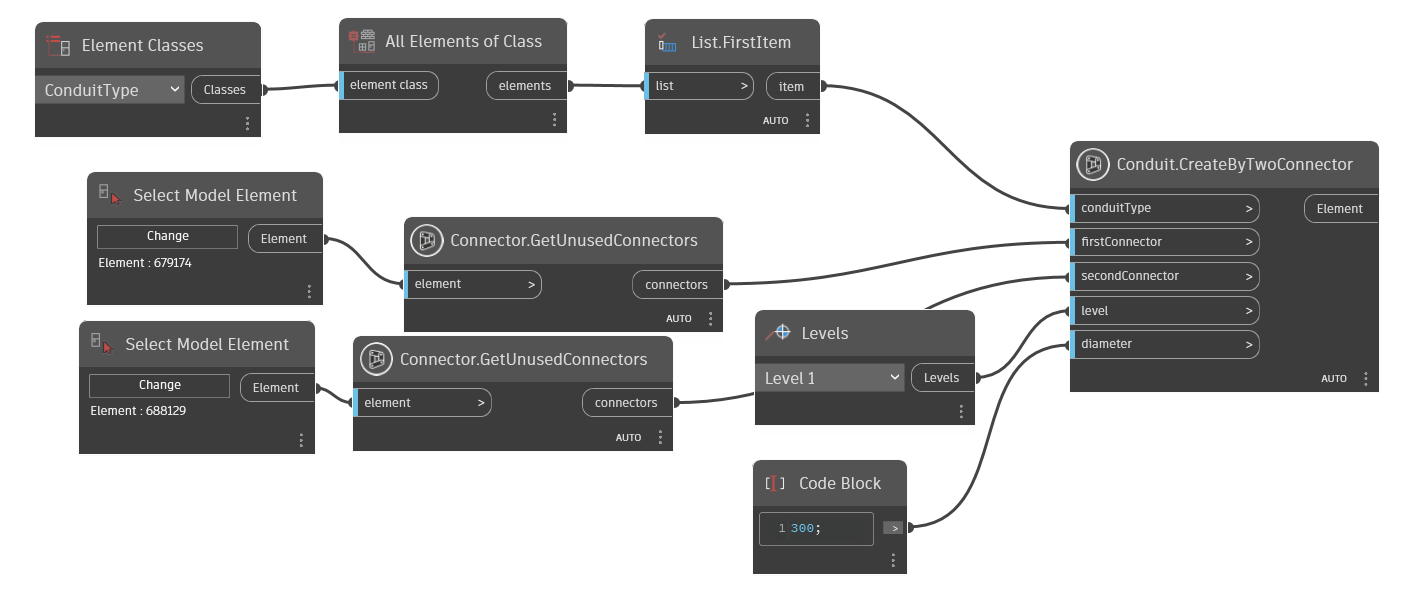 Element Classes
ConduitType
Classes
All Elements of Class
element class
elements
List.FirstItem
list
>
item
AUTO
Select Model Element
Change
Element
Element : 679174
Connector.GetUnusedConnectors
element
>
connectors
AUTO
Select Model Element
Change
Element
Element : 688129
Connector.GetUnusedConnectors
element
>
connectors
AUTO
Levels
Level 1
Levels
Code Block
1 300;
>
Conduit.CreateByTwoConnector
conduitType >
Element
firstConnector >
secondConnector >
level >
diameter >
AUTO